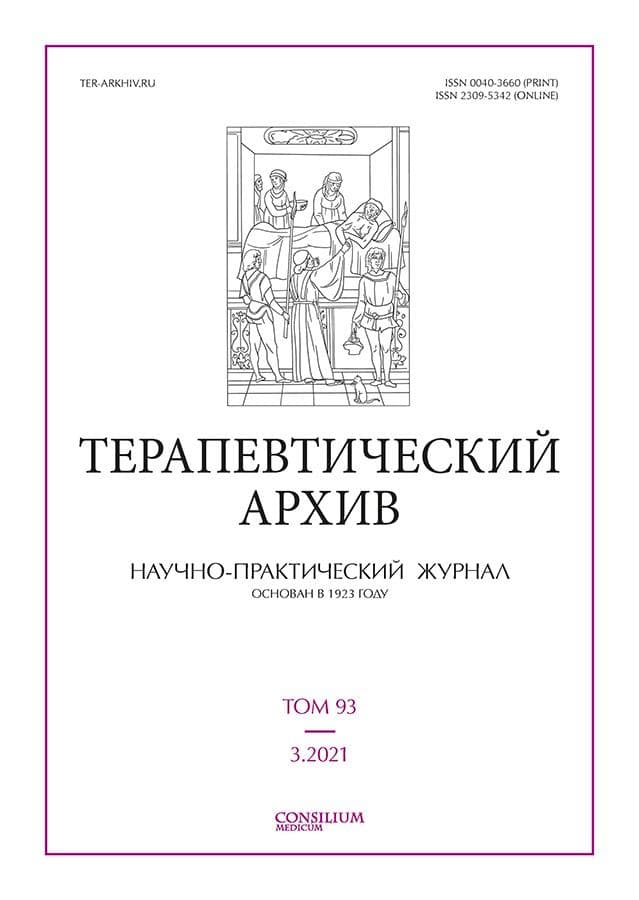 TER-ARKHIV.RU
ISSN 0040-3660 (PRINT)
ISSN 2309-5342 (ONLINE)
ТЕРАПЕВТИЧЕСКИЙ
АРХИВ
НАУЧНО-ПРАКТИЧЕСКИЙ ЖУРНАЛ
ОСНОВАН В 1923 ГОДУ
ТОМ 93
3.2021
CONSILIUM
MEDICUM